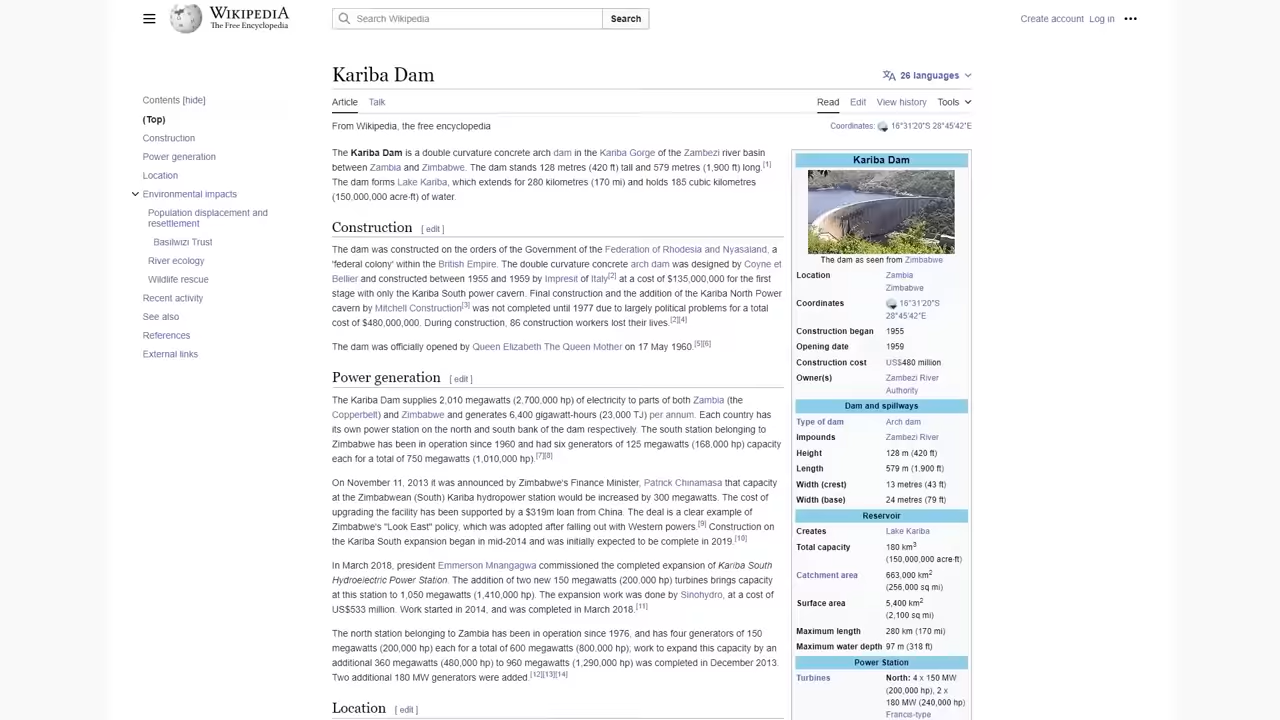 WIKIPEDIA
The Free Encyclopedia
Search Wikipedia
Search
Create account Log in
Contents [hide]
(Top)
Construction
Power generation
Location
Environmental impacts
Population displacement and
resettlement
Basilwizi Trust
River ecology
Wildlife rescue
Recent activity
See also
References
External links
Kariba Dam
26 languages
Article Talk
Read Edit View history Tools
From Wikipedia, the free encyclopedia
Coordinates: 16°31′20″S 28°45′42″E
The Kariba Dam is a double curvature concrete arch dam in the Kariba Gorge of the Zambezi river basin
between Zambia and Zimbabwe. The dam stands 128 metres (420 ft) tall and 579 metres (1,900 ft) long.[1]
The dam forms Lake Kariba, which extends for 280 kilometres (170 mi) and holds 185 cubic kilometres
(150,000,000 acre⋅ft) of water.
Construction [ edit ]
The dam was constructed on the orders of the Government of the Federation of Rhodesia and Nyasaland, a
'federal colony' within the British Empire. The double curvature concrete arch dam was designed by Coyne et
Bellier and constructed between 1955 and 1959 by Impresit of Italy[2] at a cost of $135,000,000 for the first
stage with only the Kariba South power cavern. Final construction and the addition of the Kariba North Power
cavern by Mitchell Construction[3] was not completed until 1977 due to largely political problems for a total
cost of $480,000,000. During construction, 86 construction workers lost their lives.[2][4]
The dam was officially opened by Queen Elizabeth The Queen Mother on 17 May 1960.[5][6]
Power generation [ edit ]
The Kariba Dam supplies 2,010 megawatts (2,700,000 hp) of electricity to parts of both Zambia (the
Copperbelt) and Zimbabwe and generates 6,400 gigawatt-hours (23,000 TJ) per annum. Each country has
its own power station on the north and south bank of the dam respectively. The south station belonging to
Zimbabwe has been in operation since 1960 and had six generators of 125 megawatts (168,000 hp) capacity
each for a total of 750 megawatts (1,010,000 hp).[7][8]
On November 11, 2013 it was announced by Zimbabwe's Finance Minister, Patrick Chinamasa that capacity
at the Zimbabwean (South) Kariba hydropower station would be increased by 300 megawatts. The cost of
upgrading the facility has been supported by a $319m loan from China. The deal is a clear example of
Zimbabwe's "Look East" policy, which was adopted after falling out with Western powers.[9] Construction on
the Kariba South expansion began in mid-2014 and was initially expected to be complete in 2019.[10]
In March 2018, president Emmerson Mnangagwa commissioned the completed expansion of Kariba South
Hydroelectric Power Station. The addition of two new 150 megawatts (200,000 hp) turbines brings capacity
at this station to 1,050 megawatts (1,410,000 hp). The expansion work was done by Sinohydro, at a cost of
US$533 million. Work started in 2014, and was completed in March 2018.[11]
The north station belonging to Zambia has been in operation since 1976, and has four generators of 150
megawatts (200,000 hp) each for a total of 600 megawatts (800,000 hp); work to expand this capacity by an
additional 360 megawatts (480,000 hp) to 960 megawatts (1,290,000 hp) was completed in December 2013.
Two additional 180 MW generators were added.[12][13][14]
Location [ edit ]
Kariba Dam
The dam as seen from Zimbabwe
Location Zambia
Zimbabwe
Coordinates 16°31′20″S
28°45′42″E
Construction began 1955
Opening date 1959
Construction cost US$480 million
Owner(s) Zambezi River
Authority
Dam and spillways
Type of dam Arch dam
Impounds Zambezi River
Height 128 m (420 ft)
Length 579 m (1,900 ft)
Width (crest) 13 metres (43 ft)
Width (base) 24 metres (79 ft)
Reservoir
Creates Lake Kariba
Total capacity 180 km3
(150,000,000 acre⋅ft)
Catchment area 663,000 km2
(256,000 sq mi)
Surface area 5,400 km2
(2,100 sq mi)
Maximum length 280 km (170 mi)
Maximum water depth 97 m (318 ft)
Power Station
Turbines North: 4 x 150 MW
(200,000 hp), 2 x
180 MW (240,000 hp)
Francis-type